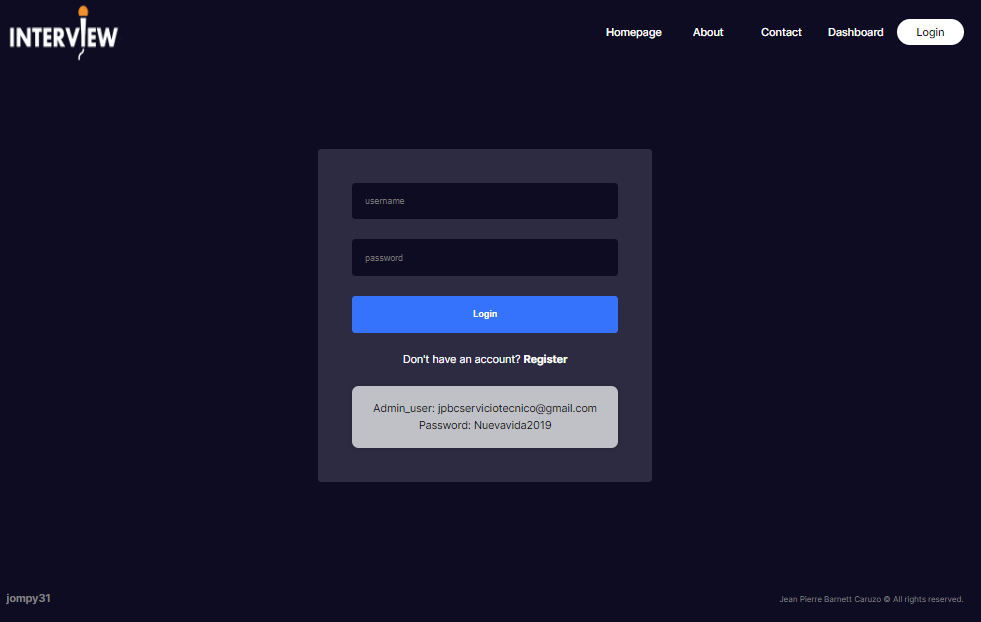 INTERVIEW
Homepage About Contact Dashboard Login
username
password
Login
Don't have an account? Register
Admin_user: jpbcserviciotecnico@gmail.com
Password: Nuevavida2019
jompy31
Jean Pierre Barnett Caruzo © All rights reserved.